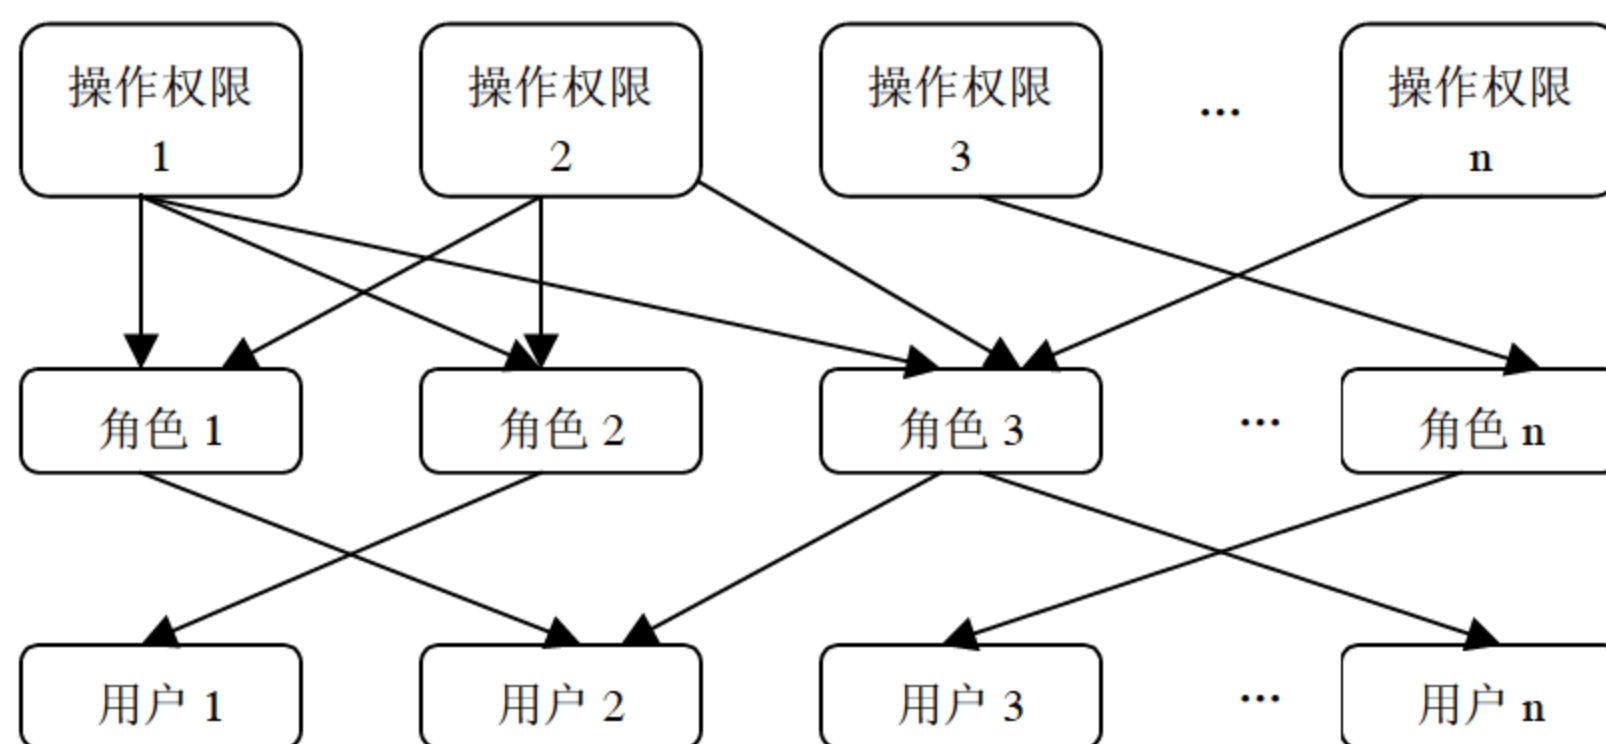 操作权限
1
操作权限
2
操作权限
3
...
操作权限
n
角色 1
角色 2
角色 3
...
角色 n
用户 1
用户 2
用户 3
...
用户 n